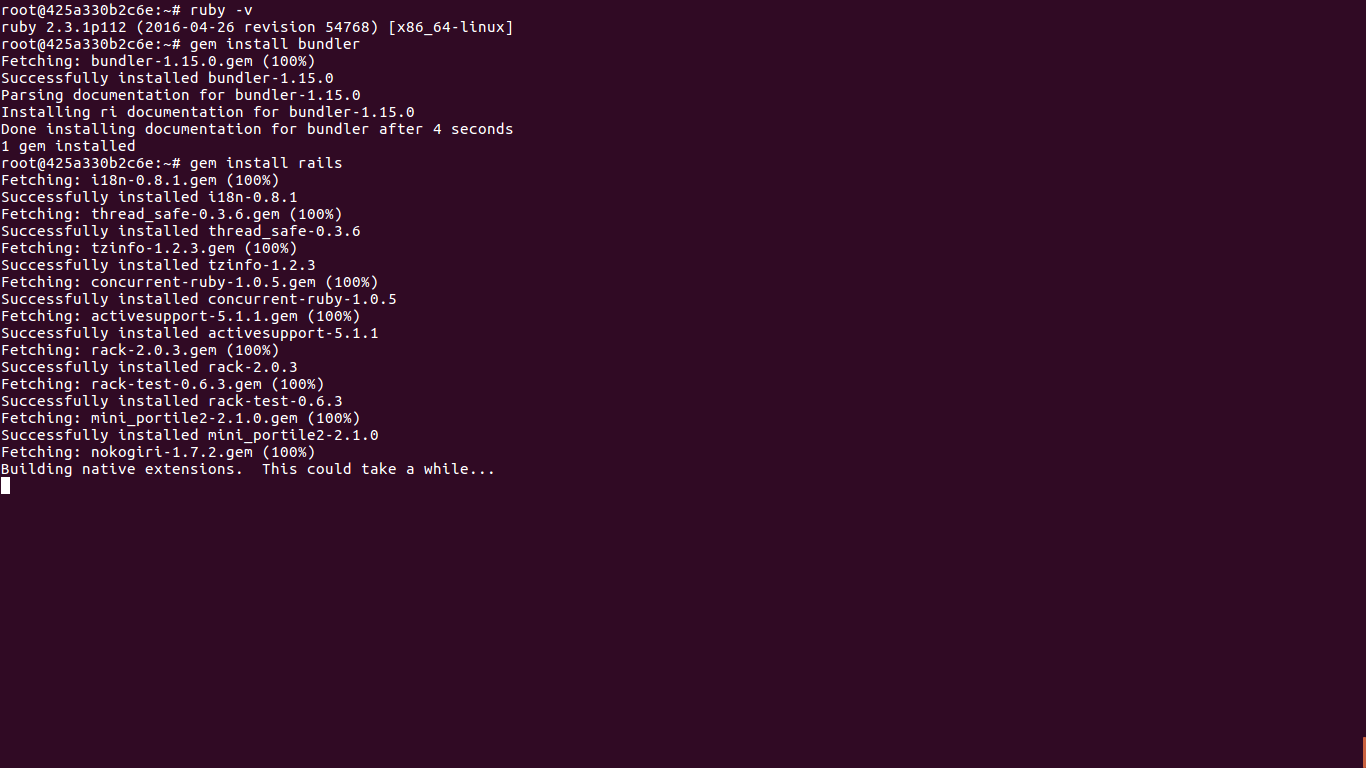 root@425a330b2c6e:~# ruby -v
ruby 2.3.1p112 (2016-04-26 revision 54768) [x86_64-linux]
root@425a330b2c6e:~# gem install bundler
Fetching: bundler-1.15.0.gem (100%)
Successfully installed bundler-1.15.0
Parsing documentation for bundler-1.15.0
Installing ri documentation for bundler-1.15.0
Done installing documentation for bundler after 4 seconds
1 gem installed
root@425a330b2c6e:~# gem install rails
Fetching: i18n-0.8.1.gem (100%)
Successfully installed i18n-0.8.1
Fetching: thread_safe-0.3.6.gem (100%)
Successfully installed thread_safe-0.3.6
Fetching: tzinfo-1.2.3.gem (100%)
Successfully installed tzinfo-1.2.3
Fetching: concurrent-ruby-1.0.5.gem (100%)
Successfully installed concurrent-ruby-1.0.5
Fetching: activesupport-5.1.1.gem (100%)
Successfully installed activesupport-5.1.1
Fetching: rack-2.0.3.gem (100%)
Successfully installed rack-2.0.3
Fetching: rack-test-0.6.3.gem (100%)
Successfully installed rack-test-0.6.3
Fetching: mini_portile2-2.1.0.gem (100%)
Successfully installed mini_portile2-2.1.0
Fetching: nokogiri-1.7.2.gem (100%)
Building native extensions.  This could take a while...